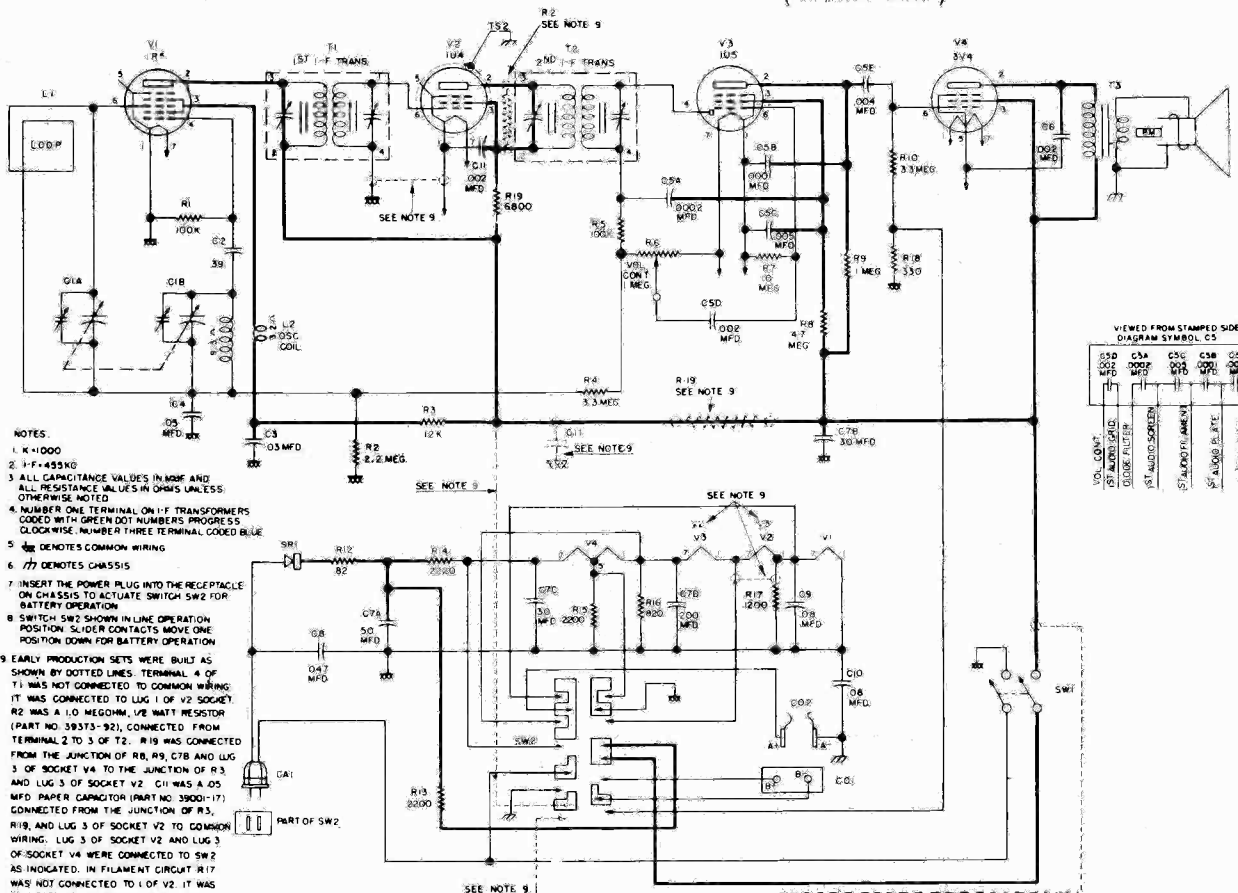 R2
SEE NOTE 9
TS2
V1
T1
1ST I-F TRANS.
V2
1U4
T2
2ND I-F TRANS
V3
1U5
V4
3V4
C5E
.004
MFD
T3
PM
L1
LOOP
C6
.002
MFD
R10
3.3 MEG.
C11
.002
MFD
R19
6800
SEE NOTE 9
R1
100K
C2
39
C5A
.0002
MFD
C5B
MFD
C5C
.005
MFD
R5
100K
R6
VOL
CONT
1 MEG.
R7
10
MEG
R9
1 MEG
R18
330
C1A
C1B
L2
OSC
COIL
C5D
.002
MFD
R8
4.7
MEG
VIEWED FROM STAMPED SIDE
DIAGRAM SYMBOL C5
C5D
.002
MFD
C5A
.0002
MFD
C5C
.005
MFD
C5B
.0001
MFD
VOL CONT.
1ST AUDIO GRID
DIODE FILTER
1ST AUDIO SCREEN
1ST AUDIO FILAMENT
1ST AUDIO PLATE
R4
3.3 MEG
R-19
SEE NOTE 9
C4
.05
MFD
C3
.03 MFD
R3
12K
R2
2.2 MEG.
C11
SEE NOTE 9
C7B
30 MFD
NOTES.
1. K=1000
2. I-F=455KC
3 ALL CAPACITANCE VALUES IN MMF AND
ALL RESISTANCE VALUES IN OHMS UNLESS
OTHERWISE NOTED
4. NUMBER ONE TERMINAL ON I-F TRANSFORMERS
CODED WITH GREEN DOT NUMBERS PROGRESS
CLOCKWISE. NUMBER THREE TERMINAL CODED BLUE
5 DENOTES COMMON WIRING
6. DENOTES CHASSIS
7 INSERT THE POWER PLUG INTO THE RECEPTACLE
ON CHASSIS TO ACTUATE SWITCH SW2 FOR
BATTERY OPERATION
8 SWITCH SW2 SHOWN IN LINE OPERATION
POSITION. SLIDER CONTACTS MOVE ONE
POSITION DOWN FOR BATTERY OPERATION
9 EARLY PRODUCTION SETS WERE BUILT AS
SHOWN BY DOTTED LINES. TERMINAL 4 OF
T1 WAS NOT CONNECTED TO COMMON WIRING
IT WAS CONNECTED TO LUG 1 OF V2 SOCKET.
R2 WAS A 1.0 MEGOHM, 1/2 WATT RESISTOR
(PART NO. 39373-92), CONNECTED FROM
TERMINAL 2 TO 3 OF T2. R19 WAS CONNECTED
FROM THE JUNCTION OF R8, R9, C7B AND LUG
3 OF SOCKET V4 TO THE JUNCTION OF R3
AND LUG 3 OF SOCKET V2 C11 WAS A .05
MFD PAPER CAPACITOR (PART NO. 39001-17)
CONNECTED FROM THE JUNCTION OF R3,
R19, AND LUG 3 OF SOCKET V2 TO COMMON
WIRING. LUG 3 OF SOCKET V2 AND LUG 3
OF SOCKET V4 WERE CONNECTED TO SW2
AS INDICATED. IN FILAMENT CIRCUIT R17
WAS NOT CONNECTED TO 1 OF V2. IT WAS
SEE NOTE 9
SEE NOTE 9
SR1
R12
82
R14
V4
V3
V2
V1
C7A
50
MFD
C7C
30
MFD
R15
2200
R16
820
C7D
200
MFD
R17
1200
C9
.08
MFD
C8
.047
MFD
C10
.08
MFD
SW1
SW2
CO2
A+
A-
B-
B+
CO1
CA1
R13
2200
PART OF SW2
SEE NOTE 9